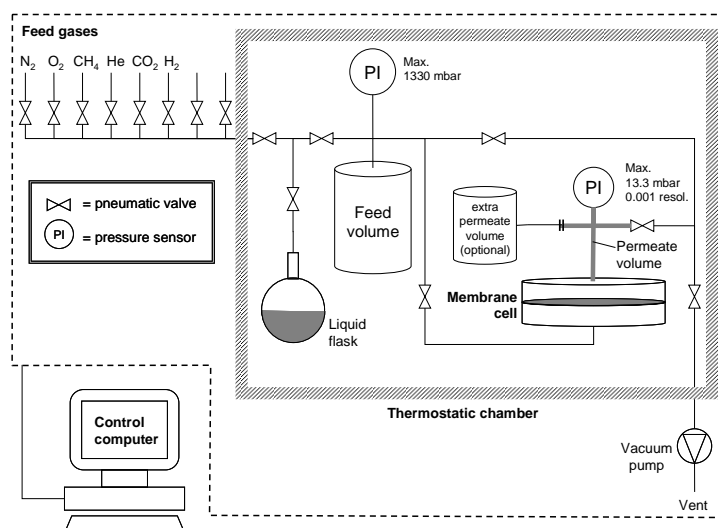 Feed gases
N₂ O₂ CH₄ He CO₂ H₂
PI
Max.
1330 mbar
PI
Max.
13.3 mbar
0.001 resol.
= pneumatic valve
PI = pressure sensor
Feed
volume
extra
permeate
volume
(optional)
Permeate
volume
Membrane
cell
Liquid
flask
Thermostatic chamber
Control
computer
Vacuum
pump
Vent